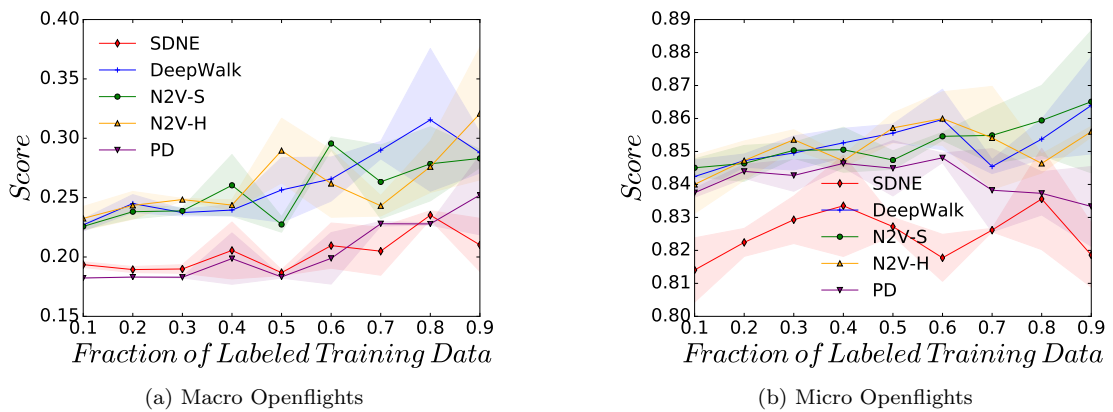 0.40
0.35
0.30
0.25
0.20
0.15
Score
SDNE
DeepWalk
N2V-S
N2V-H
PD
0.1 0.2 0.3 0.4 0.5 0.6 0.7 0.8 0.9
Fraction of Labeled Training Data
(a) Macro Openflights
0.89
0.88
0.87
0.86
0.85
0.84
0.83
0.82
0.81
0.80
Score
SDNE
DeepWalk
N2V-S
N2V-H
PD
0.1 0.2 0.3 0.4 0.5 0.6 0.7 0.8 0.9
Fraction of Labeled Training Data
(b) Micro Openflights